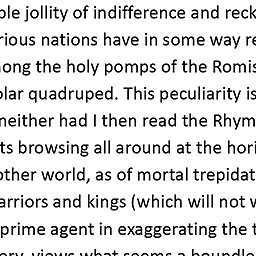 ble jollity of indifference and reck
rious nations have in some way re
ong the holy pomps of the Romis
olar quadruped. This peculiarity is
neither had I then read the Rhym
ts browsing all around at the hori
other world, as of mortal trepidat
arriors and kings (which will not w
prime agent in exaggerating the t
ery, views what seems a boundle